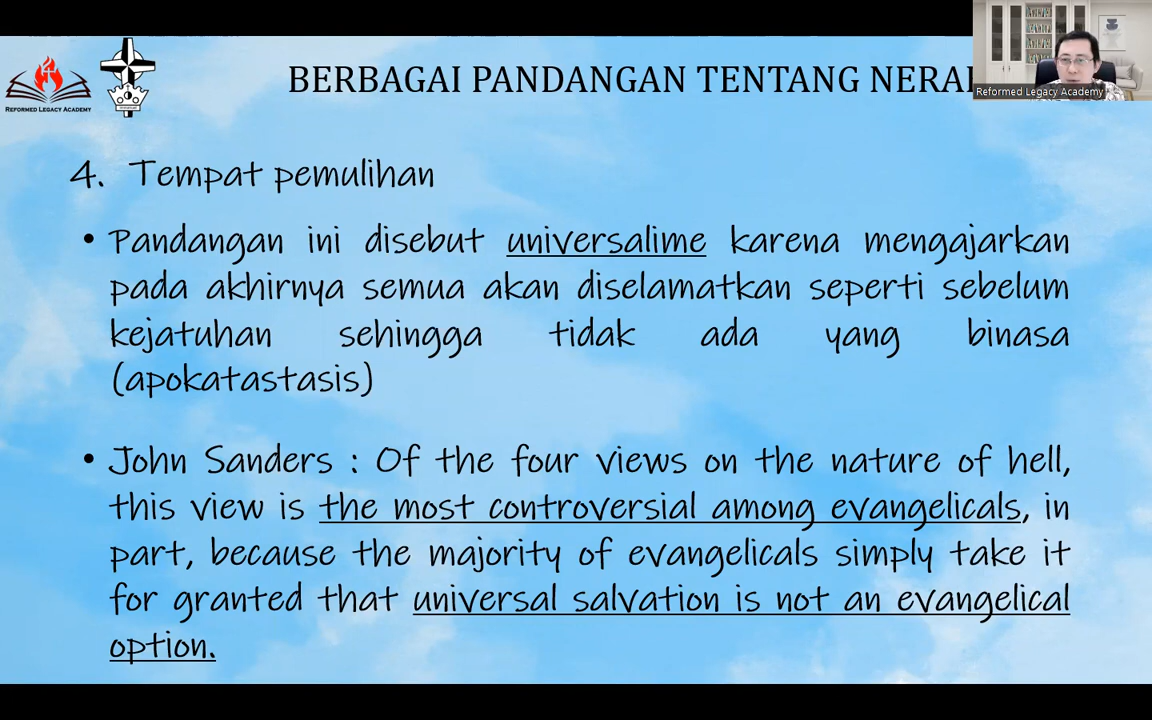 REFORMED LEGACY ACADEMY
BERBAGAI PANDANGAN TENTANG
Reformed Legacy Academy
4. Tempat pemulihan
• Pandangan ini disebut universalime karena mengajarkan
pada akhirnya semua akan diselamatkan seperti sebelum
kejatuhan sehingga tidak ada yang binasa
(apokatastasis)
• John Sanders : Of the four views on the nature of hell,
this view is the most controversial among evangelicals, in
part, because the majority of evangelicals simply take it
for granted that universal salvation is not an evangelical
option.